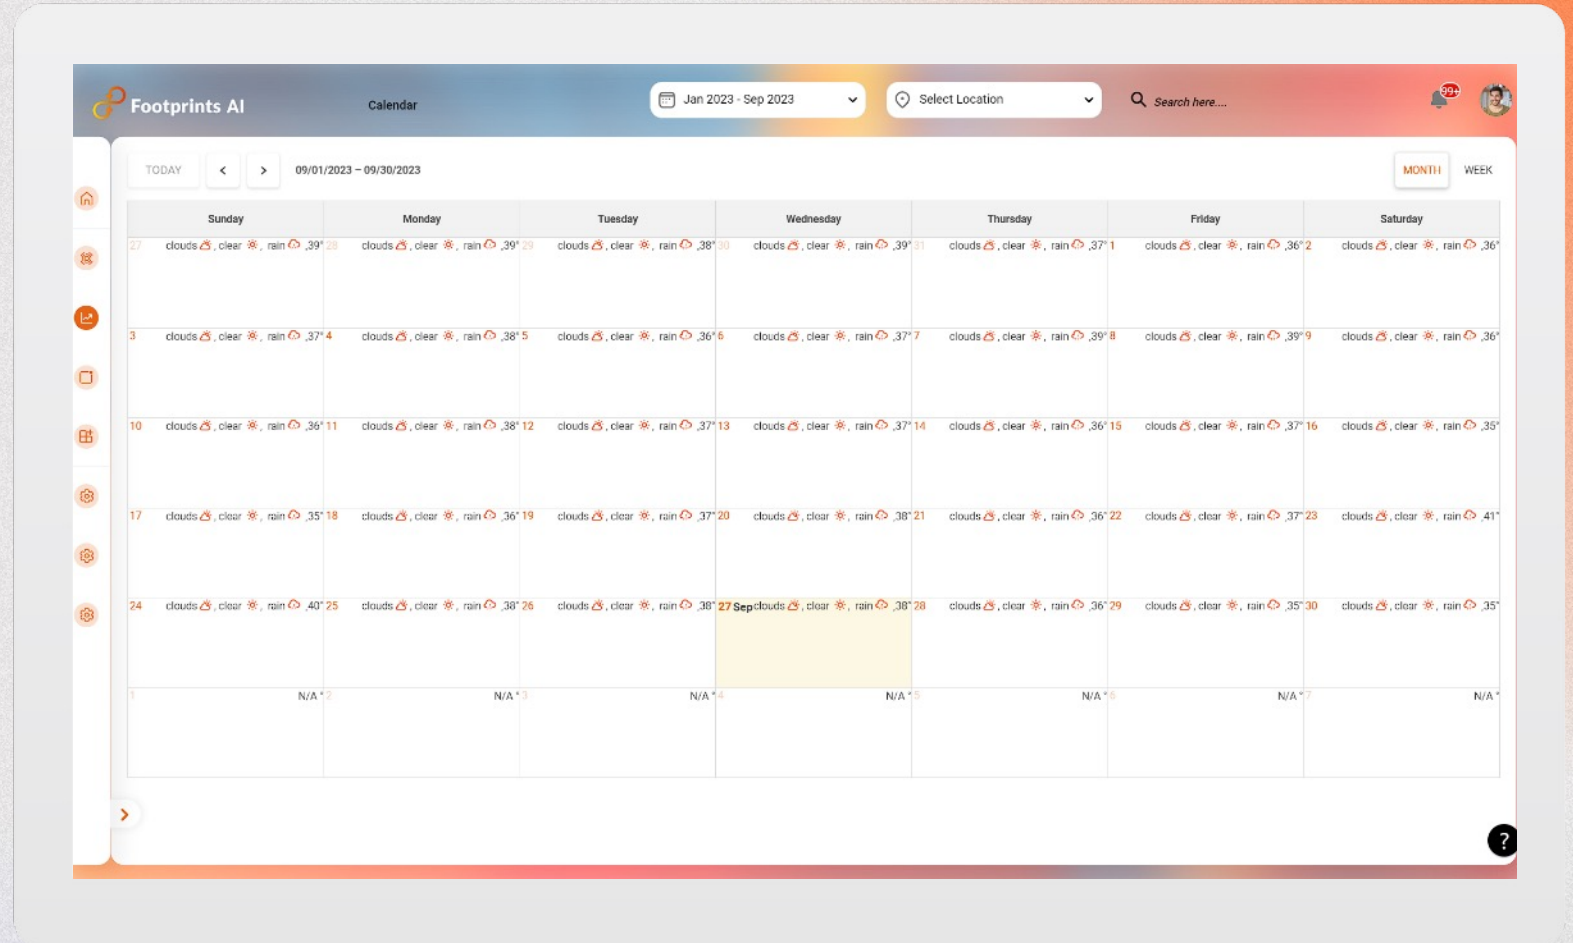 Footprints AI
Calendar
Jan 2023 - Sep 2023
Select Location
Search here....
99+
TODAY < > 09/01/2023 – 09/30/2023
MONTH WEEK
Sunday Monday Tuesday Wednesday Thursday Friday Saturday
27 clouds, clear, rain ,39° 28 clouds, clear, rain ,39° 29 clouds, clear, rain ,38° 30 clouds, clear, rain ,39° 31 clouds, clear, rain ,37° 1 clouds, clear, rain ,36° 2 clouds, clear, rain ,36°
3 clouds, clear, rain ,37° 4 clouds, clear, rain ,38° 5 clouds, clear, rain ,36° 6 clouds, clear, rain ,37° 7 clouds, clear, rain ,39° 8 clouds, clear, rain ,39° 9 clouds, clear, rain ,36°
10 clouds, clear, rain ,36° 11 clouds, clear, rain ,38° 12 clouds, clear, rain ,37° 13 clouds, clear, rain ,37° 14 clouds, clear, rain ,36° 15 clouds, clear, rain ,37° 16 clouds, clear, rain ,35°
17 clouds, clear, rain ,35° 18 clouds, clear, rain ,36° 19 clouds, clear, rain ,37° 20 clouds, clear, rain ,38° 21 clouds, clear, rain ,36° 22 clouds, clear, rain ,37° 23 clouds, clear, rain ,41°
24 clouds, clear, rain ,40° 25 clouds, clear, rain ,38° 26 clouds, clear, rain ,38° 27 Sep clouds, clear, rain ,38° 28 clouds, clear, rain ,36° 29 clouds, clear, rain ,35° 30 clouds, clear, rain ,35°
1 N/A ° 2 N/A ° 3 N/A ° 4 N/A ° 5 N/A ° 6 N/A ° 7 N/A °
?